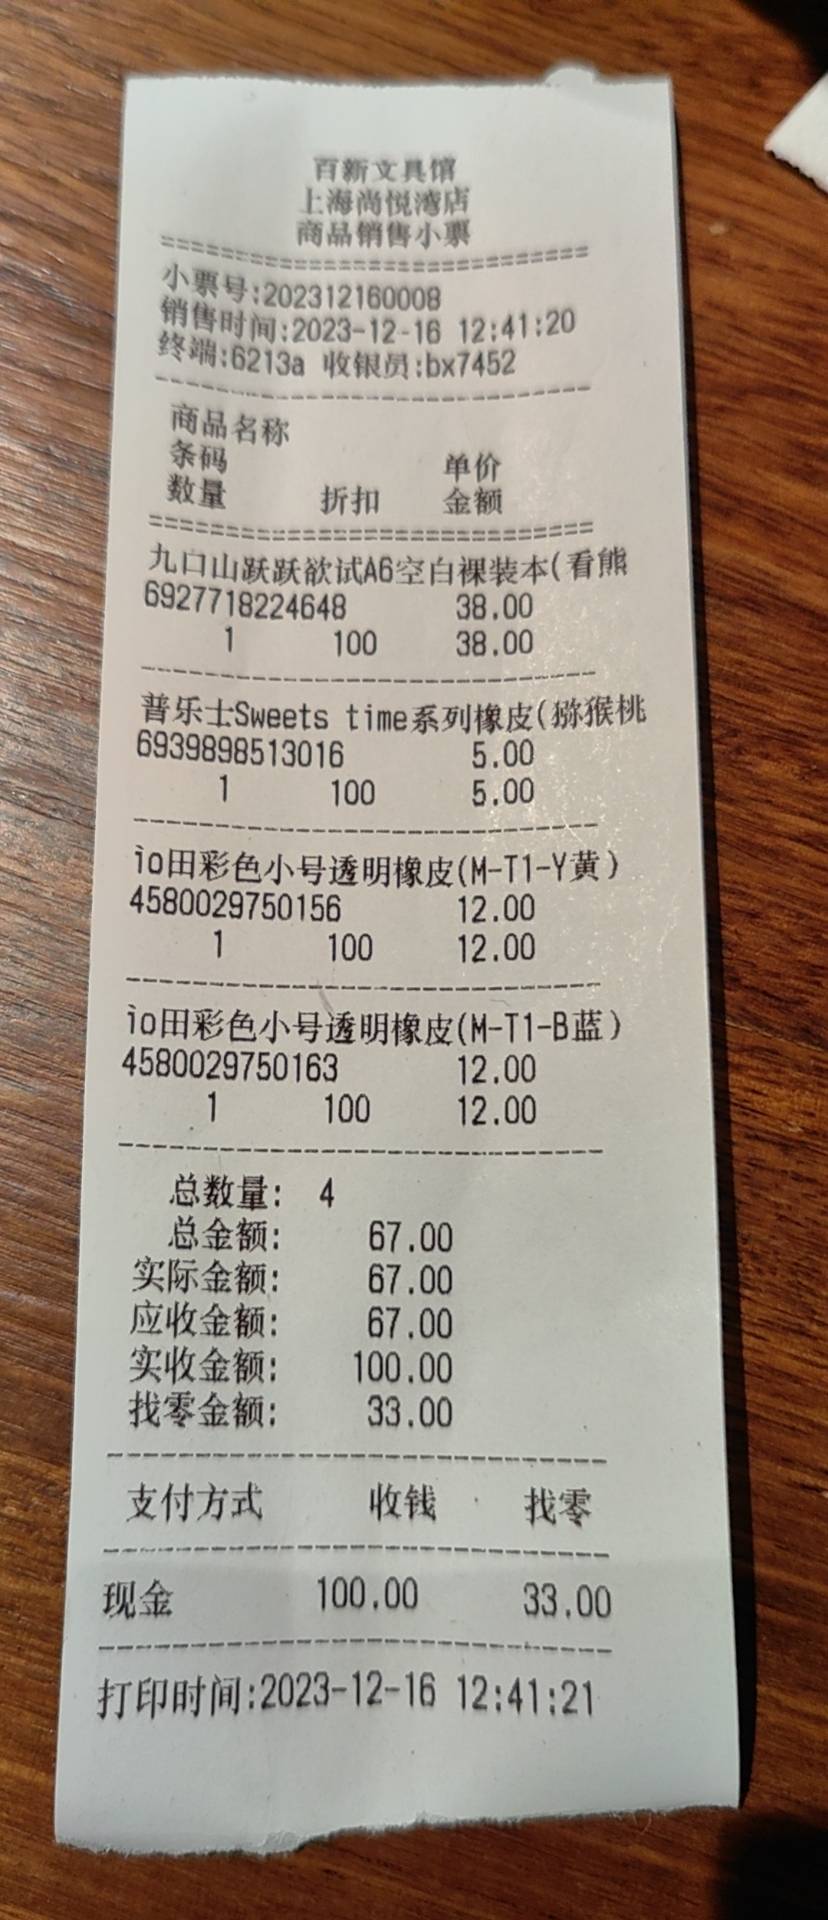 百新文具馆
上海尚悦湾店
商品销售小票
================================
小票号:202312160008
销售时间:2023-12-16 12:41:20
终端:6213a 收银员:bx7452
--------------------------------
商品名称
条码 单价
数量 折扣 金额
================================
九口山跃跃欲试A6空白裸装本(看熊
6927718224648 38.00
1 100 38.00
--------------------------------
普乐士Sweets time系列橡皮(猕猴桃
6939898513016 5.00
1 100 5.00
--------------------------------
io田彩色小号透明橡皮(M-T1-Y黄)
4580029750156 12.00
1 100 12.00
--------------------------------
io田彩色小号透明橡皮(M-T1-B蓝)
4580029750163 12.00
1 100 12.00
--------------------------------
总数量: 4
总金额: 67.00
实际金额: 67.00
应收金额: 67.00
实收金额: 100.00
找零金额: 33.00
--------------------------------
支付方式 收钱 找零
--------------------------------
现金 100.00 33.00
--------------------------------
打印时间:2023-12-16 12:41:21